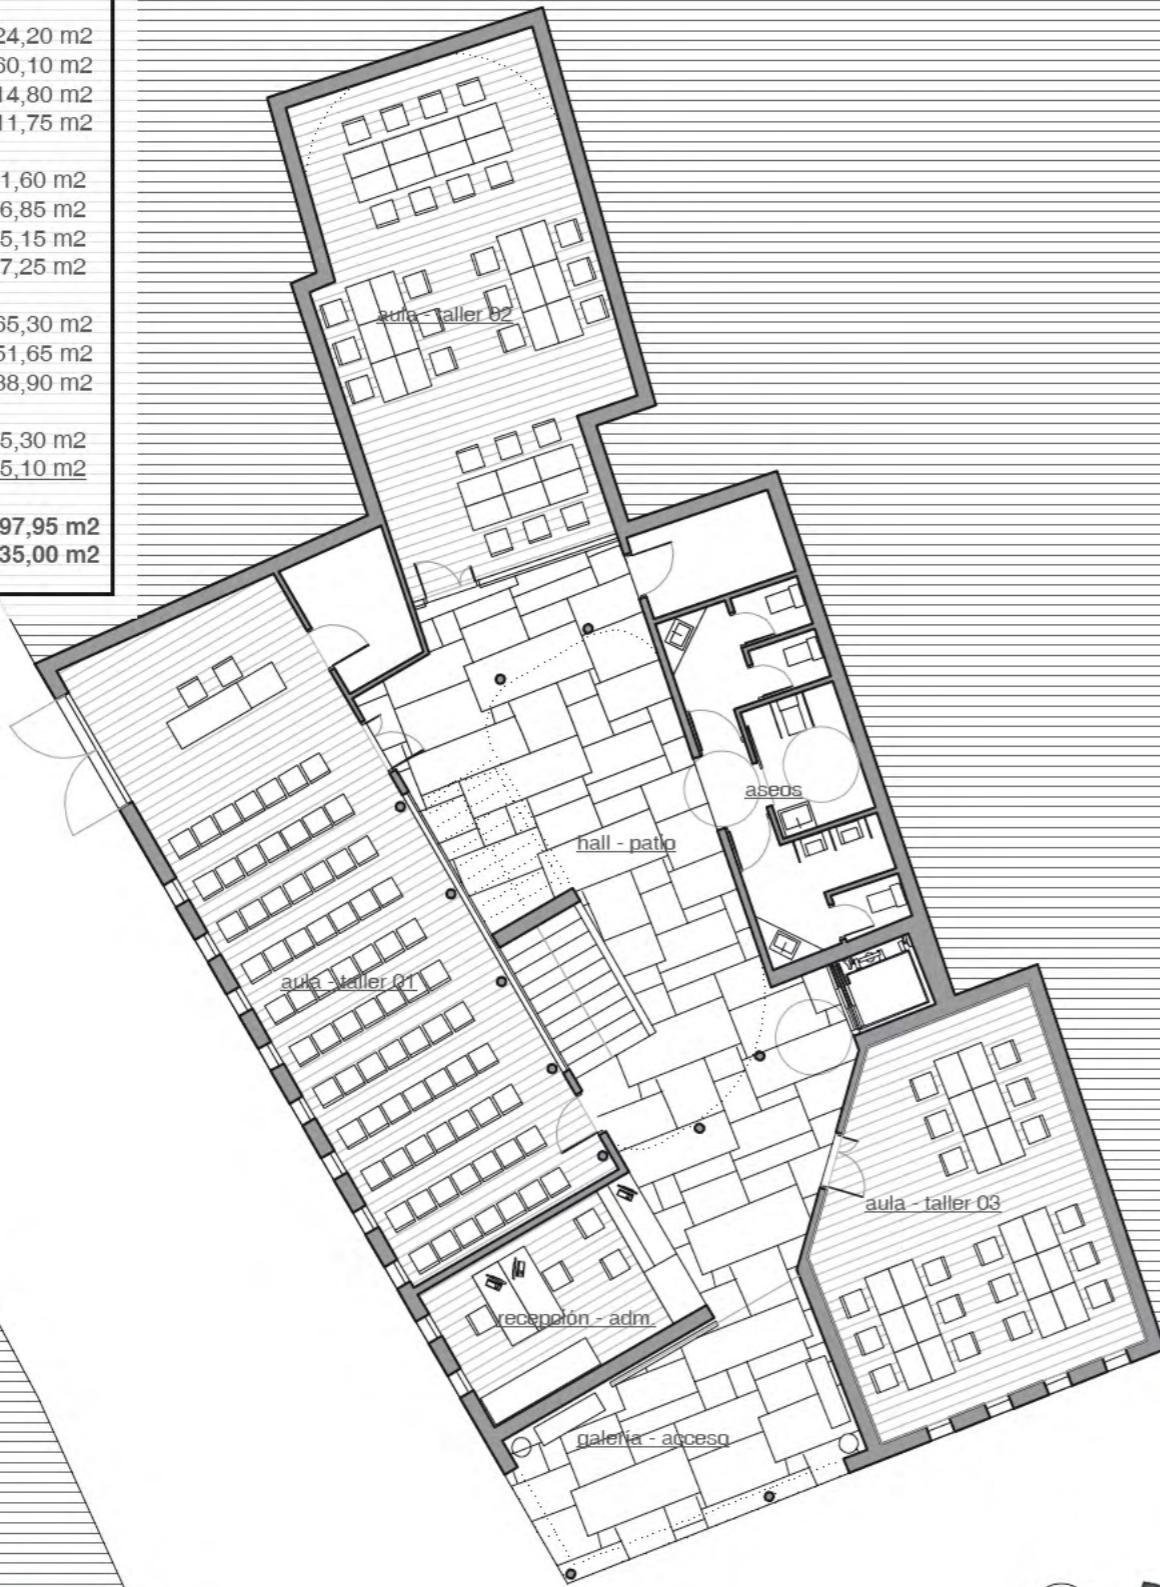 24,20 m2
60,10 m2
14,80 m2
11,75 m2
1,60 m2
6,85 m2
5,15 m2
7,25 m2
65,30 m2
51,65 m2
38,90 m2
5,30 m2
5,10 m2
97,95 m2
35,00 m2
aula - taller 02
aseos
hall - patio
aula - taller 01
aula - taller 03
recepción - adm.
galería - acceso